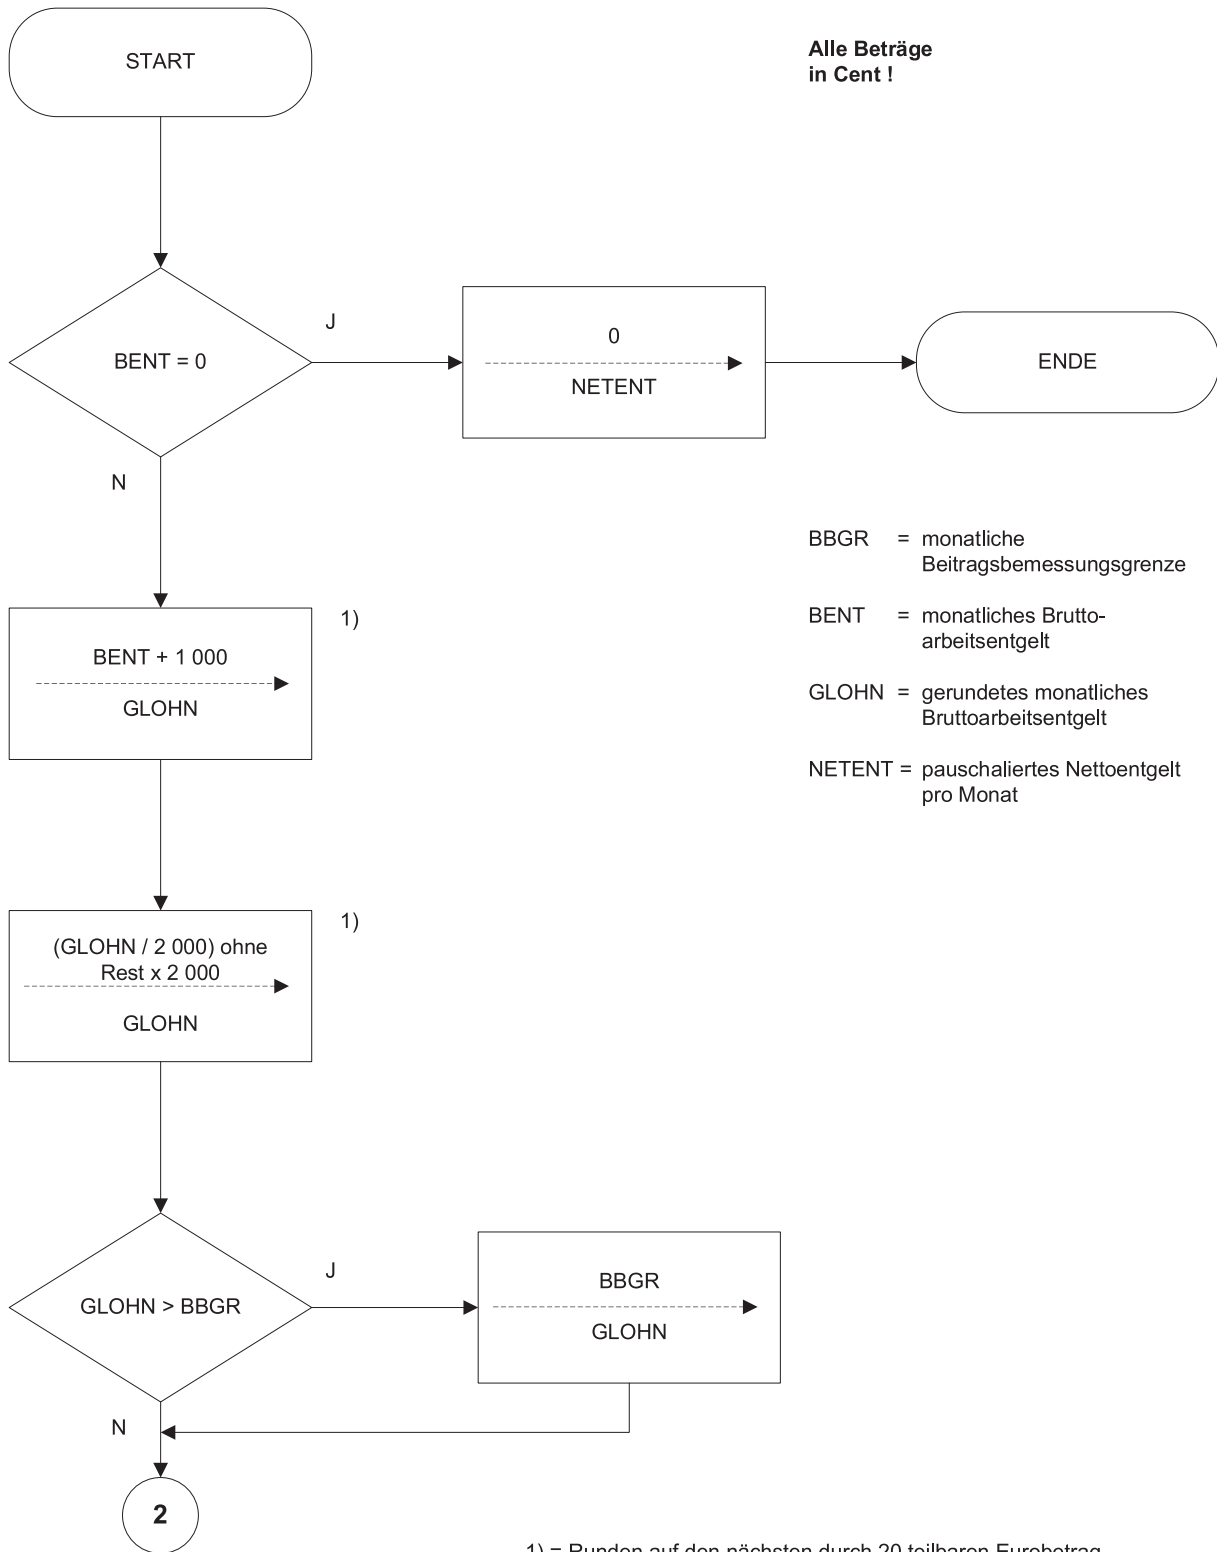 START
Alle Beträge
in Cent !
BENT = 0
J
0
NETENT
ENDE
N
BBGR = monatliche
Beitragsbemessungsgrenze
BENT = monatliches Brutto-
arbeitsentgelt
GLOHN = gerundetes monatliches
Bruttoarbeitsentgelt
NETENT = pauschaliertes Nettoentgelt
pro Monat
1)
BENT + 1 000
GLOHN
1)
(GLOHN / 2 000) ohne
Rest x 2 000
GLOHN
GLOHN > BBGR
J
BBGR
GLOHN
N
2
1) = Runden auf den nächsten durch 20 teilbaren Eurobetrag